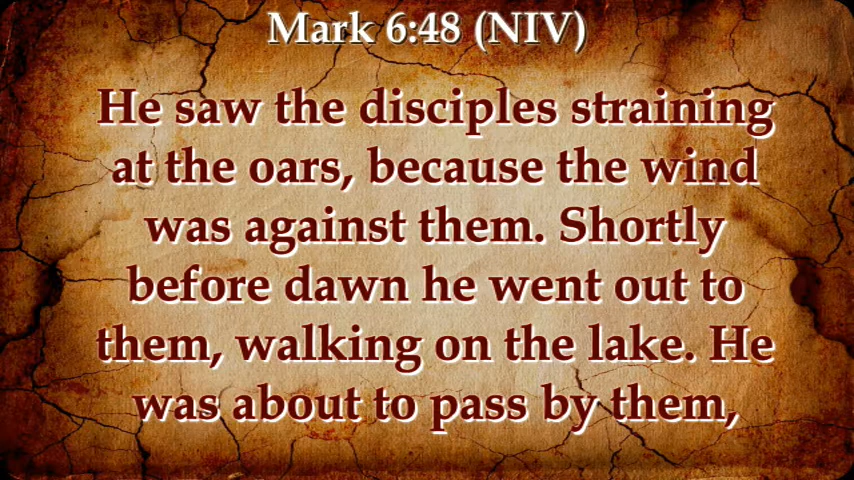 Mark 6:48 (NIV)
He saw the disciples straining
at the oars, because the wind
was against them. Shortly
before dawn he went out to
them, walking on the lake. He
was about to pass by them,